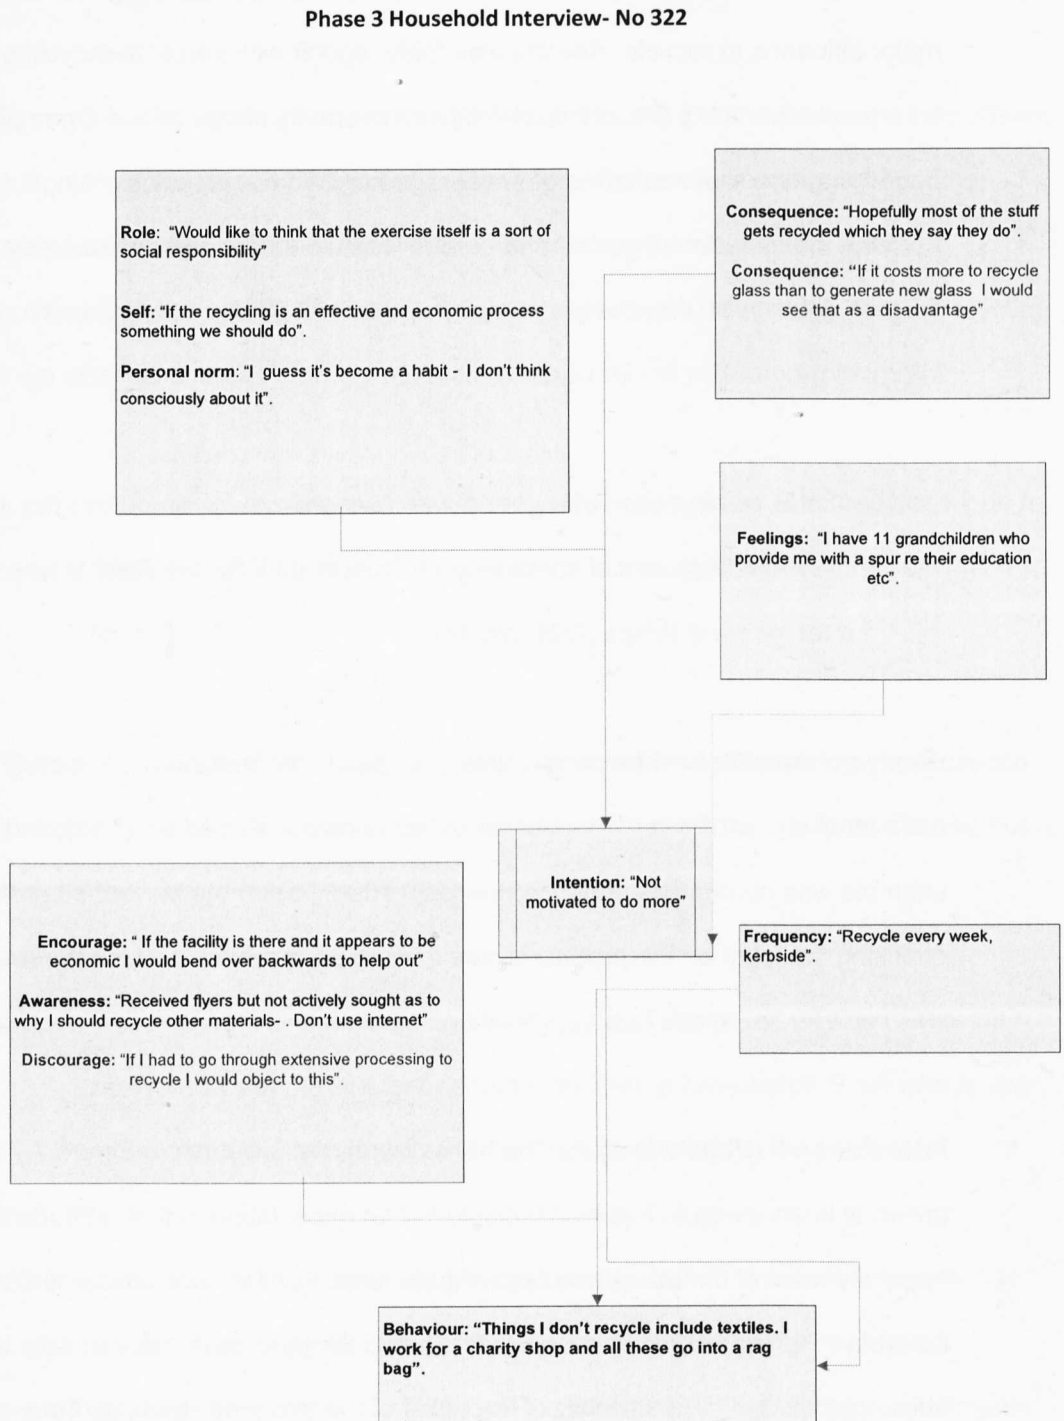 Phase 3 Household Interview- No 322
Role:  “Would like to think that the exercise itself is a sort of
social responsibility”
Self: “If the recycling is an effective and economic process
something we should do”.
Personal norm: “I  guess it’s become a habit -  I don’t think
consciously about it”.
Consequence: “Hopefully most of the stuff
gets recycled which they say they do”.
Consequence: “If it costs more to recycle
glass than to generate new glass  I would
see that as a disadvantage”
Feelings:  “I have 11 grandchildren who
provide me with a spur re their education
etc”.
Intention: “Not
motivated to do more”
Encourage: “ If the facility is there and it appears to be
economic I would bend over backwards to help out”
Awareness: “Received flyers but not actively sought as to
why I should recycle other materials- . Don’t use internet”
Discourage: “If I had to go through extensive processing to
recycle I would object to this”.
Frequency: “Recycle every week,
kerbside”.
Behaviour: “Things I don’t recycle include textiles. I
work for a charity shop and all these go into a rag
bag”.